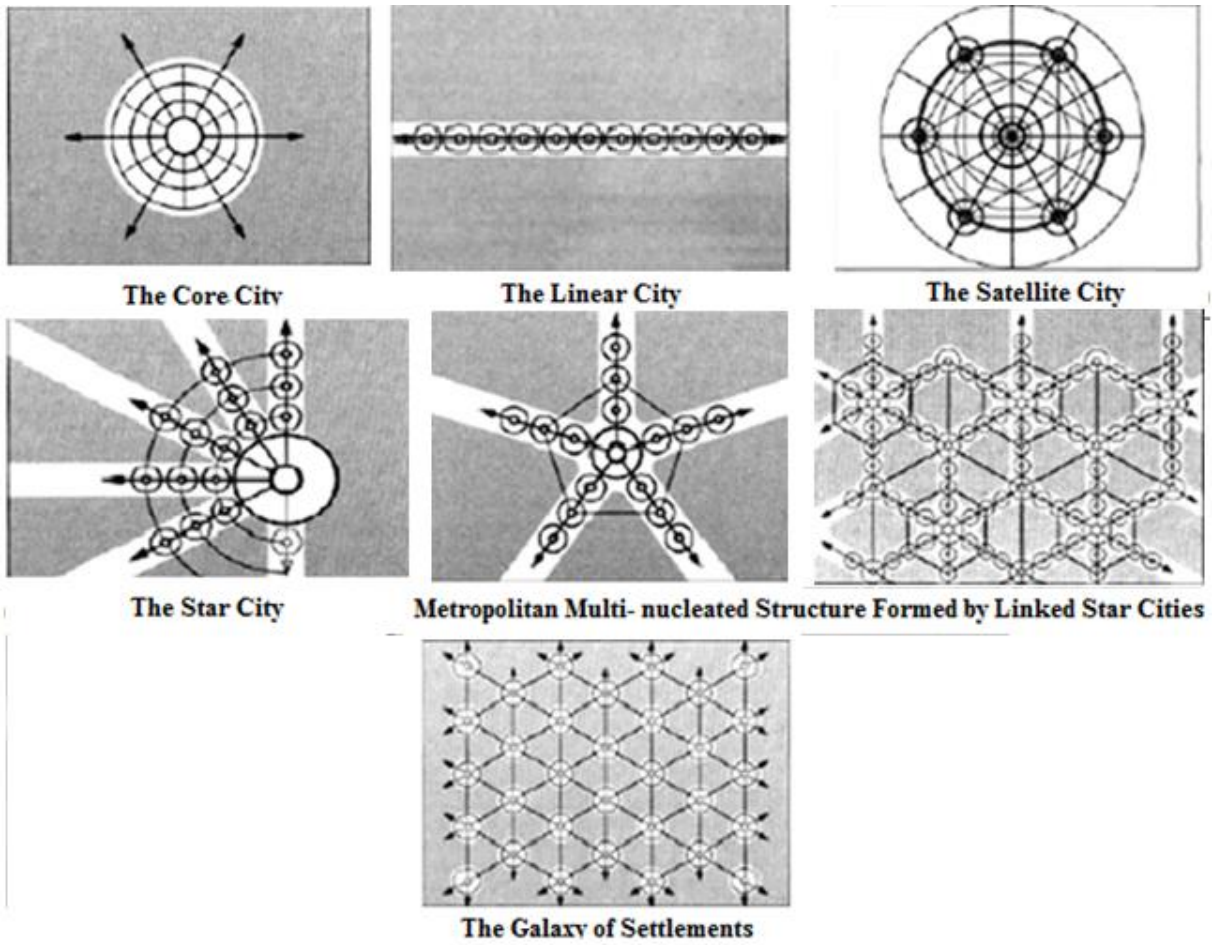 The Core City
The Linear City
The Satellite City
The Star City
Metropolitan Multi- nucleated Structure Formed by Linked Star Cities
The Galaxy of Settlements